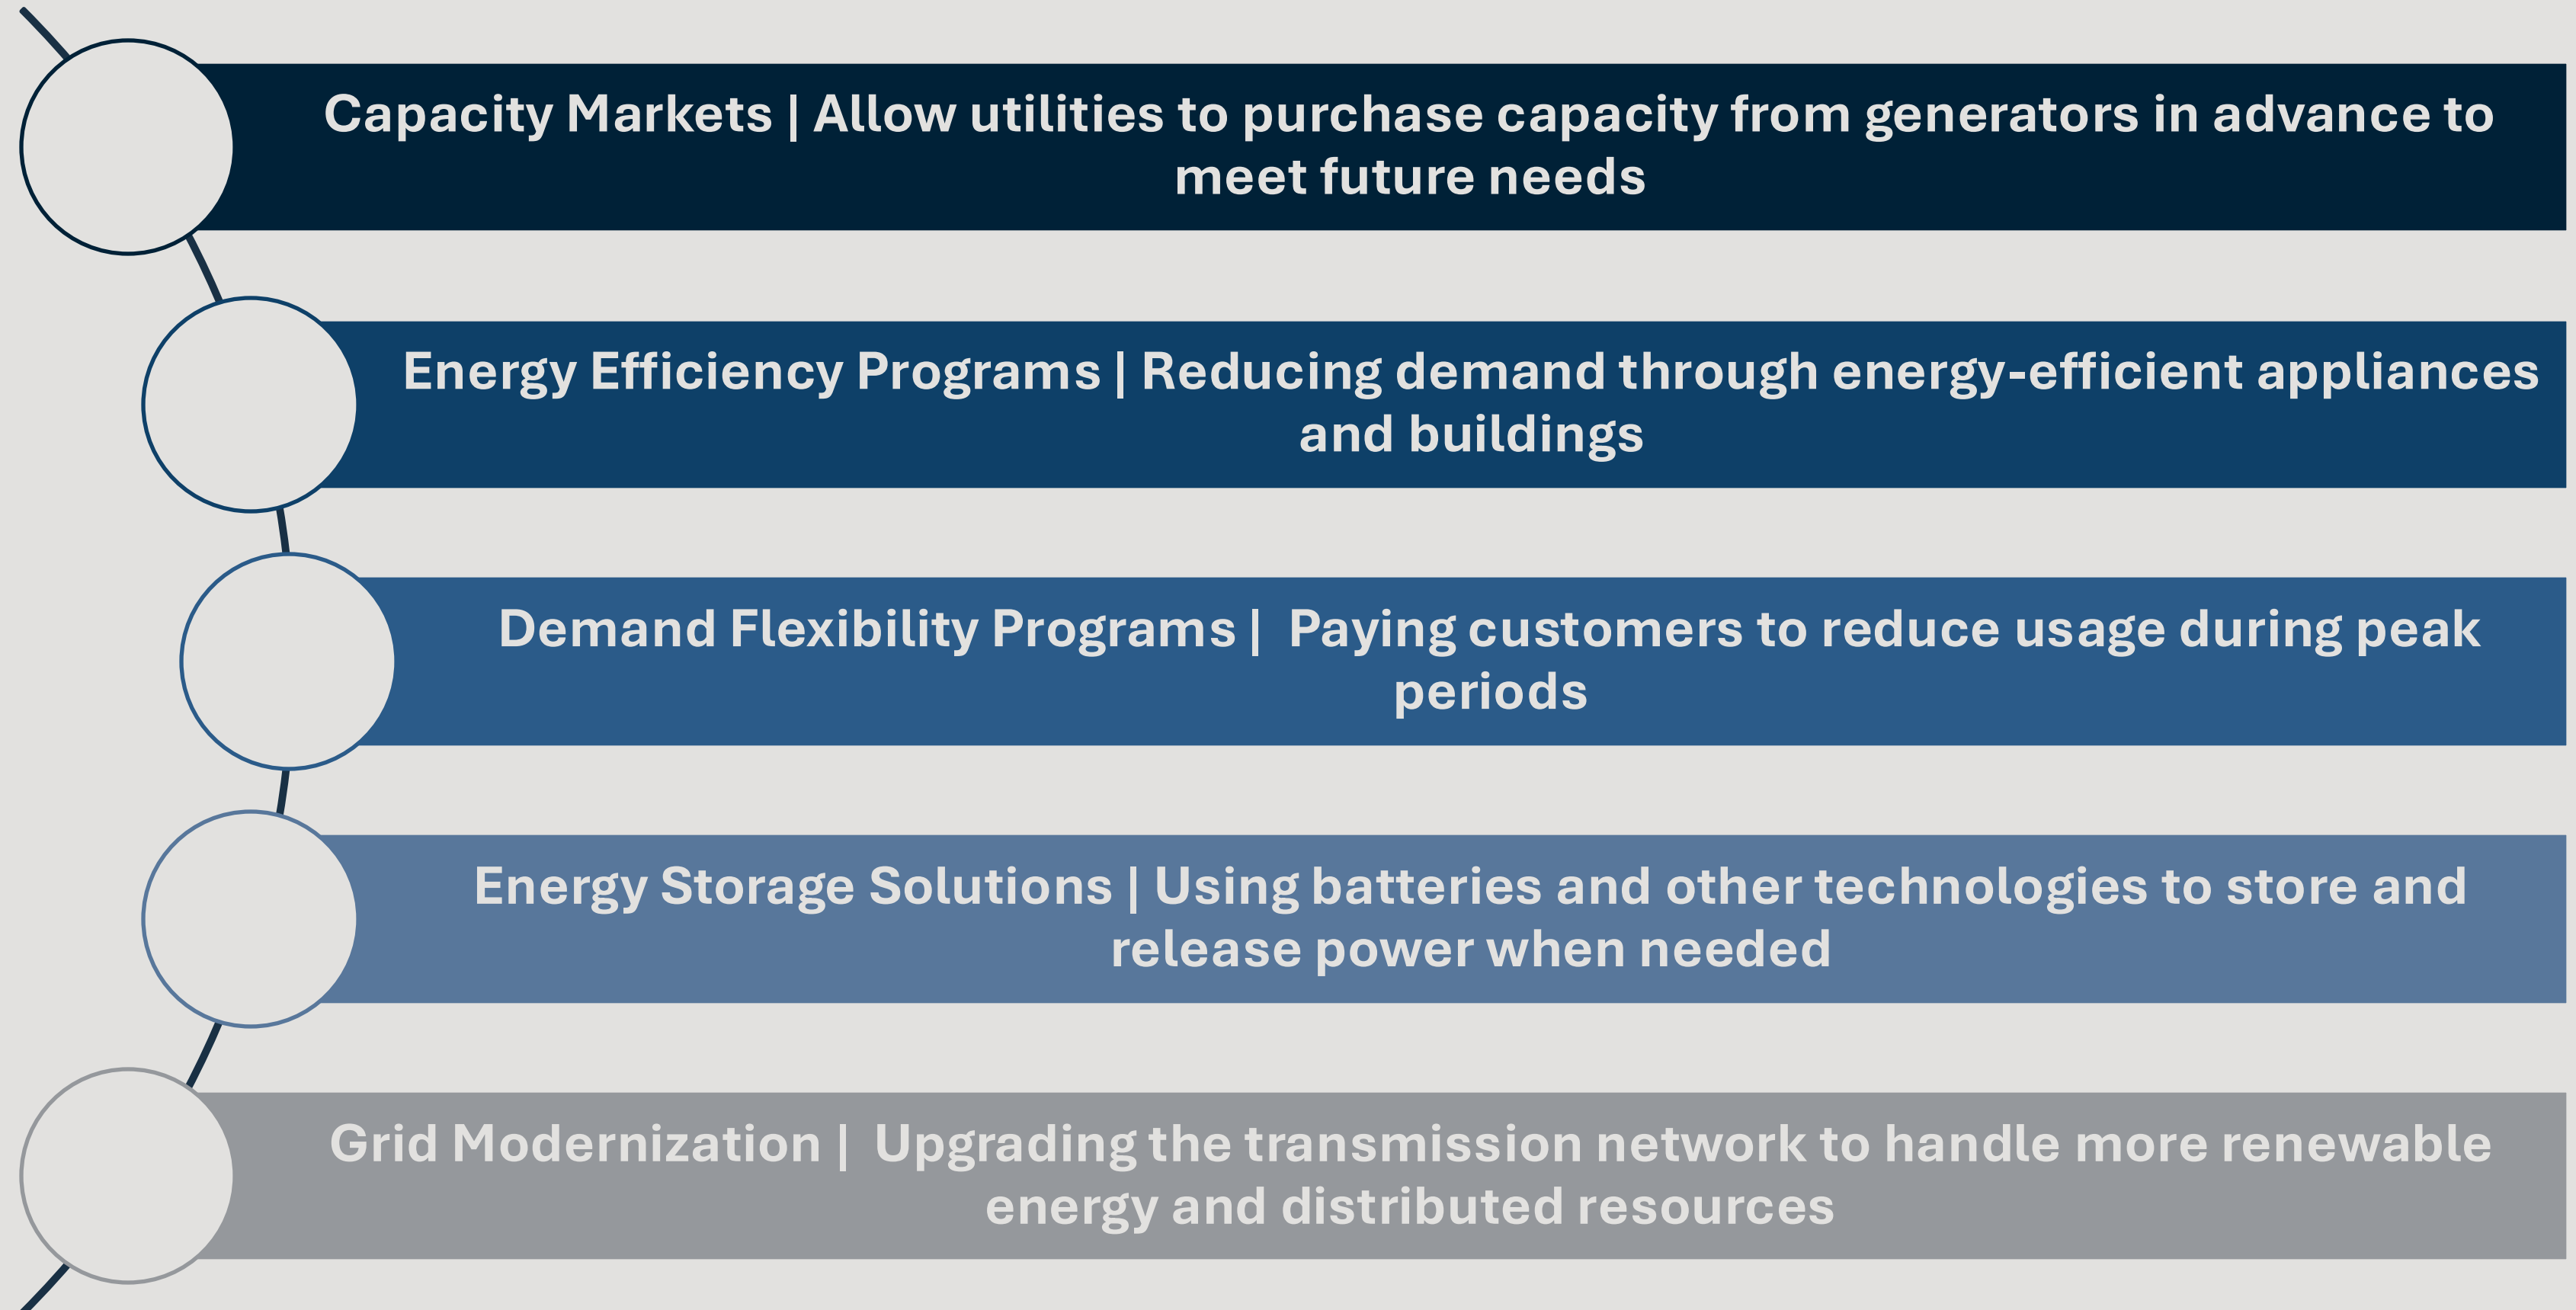 Capacity Markets | Allow utilities to purchase capacity from generators in advance to
meet future needs
Energy Efficiency Programs | Reducing demand through energy-efficient appliances
and buildings
Demand Flexibility Programs |  Paying customers to reduce usage during peak
periods
Energy Storage Solutions | Using batteries and other technologies to store and
release power when needed
Grid Modernization |  Upgrading the transmission network to handle more renewable
energy and distributed resources